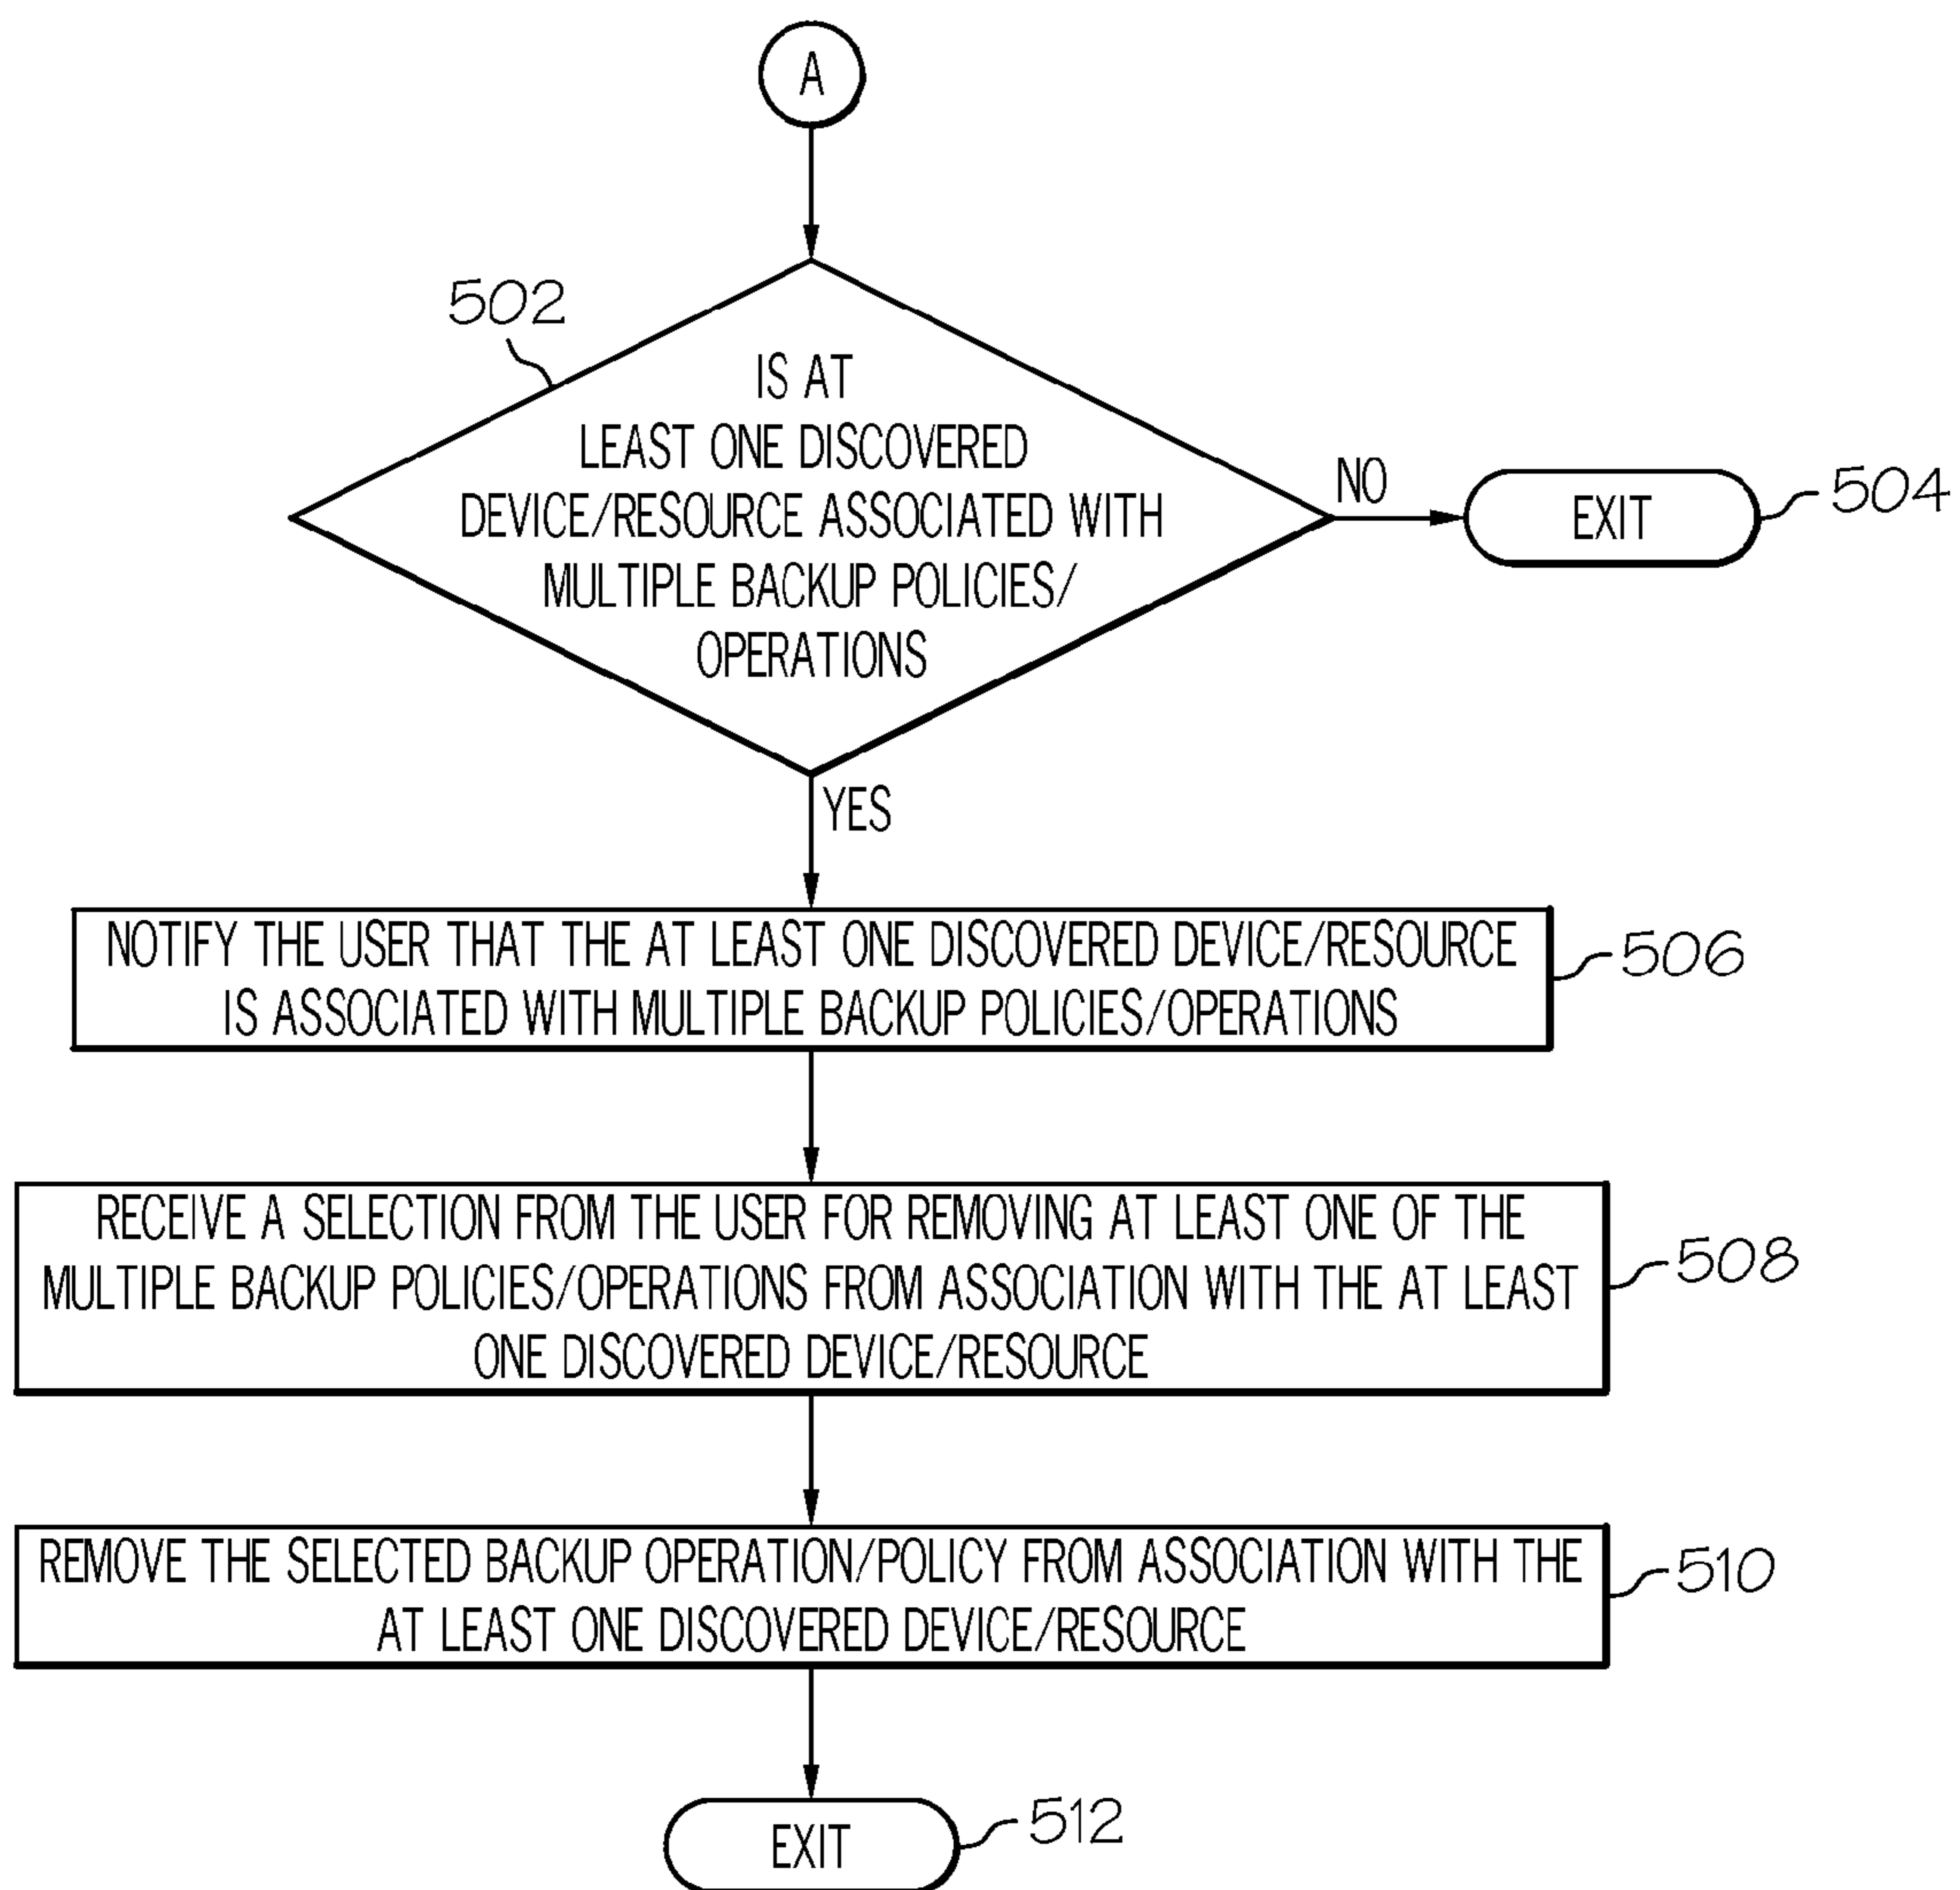 A
502
IS AT
LEAST ONE DISCOVERED
DEVICE/RESOURCE ASSOCIATED WITH
MULTIPLE BACKUP POLICIES/
OPERATIONS
NO
EXIT
504
YES
NOTIFY THE USER THAT THE AT LEAST ONE DISCOVERED DEVICE/RESOURCE
IS ASSOCIATED WITH MULTIPLE BACKUP POLICIES/OPERATIONS
506
RECEIVE A SELECTION FROM THE USER FOR REMOVING AT LEAST ONE OF THE
MULTIPLE BACKUP POLICIES/OPERATIONS FROM ASSOCIATION WITH THE AT LEAST
ONE DISCOVERED DEVICE/RESOURCE
508
REMOVE THE SELECTED BACKUP OPERATION/POLICY FROM ASSOCIATION WITH THE
AT LEAST ONE DISCOVERED DEVICE/RESOURCE
510
EXIT
512